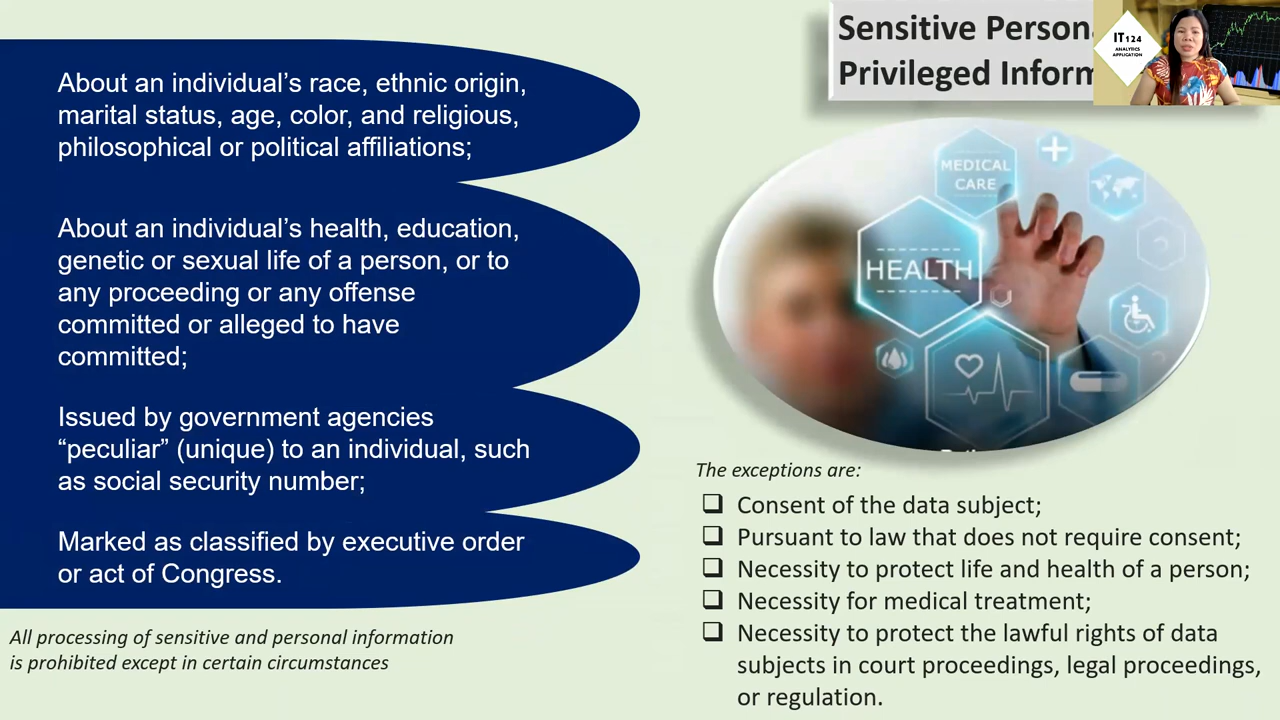 Sensitive Person
Privileged Inform
IT 124
ANALYTICS
APPLICATION
About an individual’s race, ethnic origin,
marital status, age, color, and religious,
philosophical or political affiliations;
About an individual’s health, education,
genetic or sexual life of a person, or to
any proceeding or any offense
committed or alleged to have
committed;
Issued by government agencies
“peculiar” (unique) to an individual, such
as social security number;
Marked as classified by executive order
or act of Congress.
All processing of sensitive and personal information
is prohibited except in certain circumstances
MEDICAL
CARE
HEALTH
The exceptions are:
❑ Consent of the data subject;
❑ Pursuant to law that does not require consent;
❑ Necessity to protect life and health of a person;
❑ Necessity for medical treatment;
❑ Necessity to protect the lawful rights of data
subjects in court proceedings, legal proceedings,
or regulation.